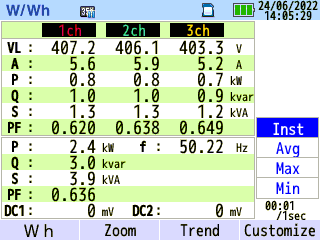 W/Wh 24/06/2022
14:05:29
1ch 2ch 3ch
VL: 407.2 406.1 403.3 V
A : 5.6 5.9 5.2 A
P : 0.8 0.8 0.7 kW
Q : 1.0 1.0 0.9 kvar
S : 1.3 1.3 1.2 kVA
PF: 0.620 0.638 0.649
P : 2.4 kW f : 50.22 Hz
Q : 3.0 kvar
S : 3.9 kVA
PF: 0.636
DC1: 0 mV DC2: 0 mV
Inst
Avg
Max
Min
00:01
/1sec
Wh Zoom Trend Customize